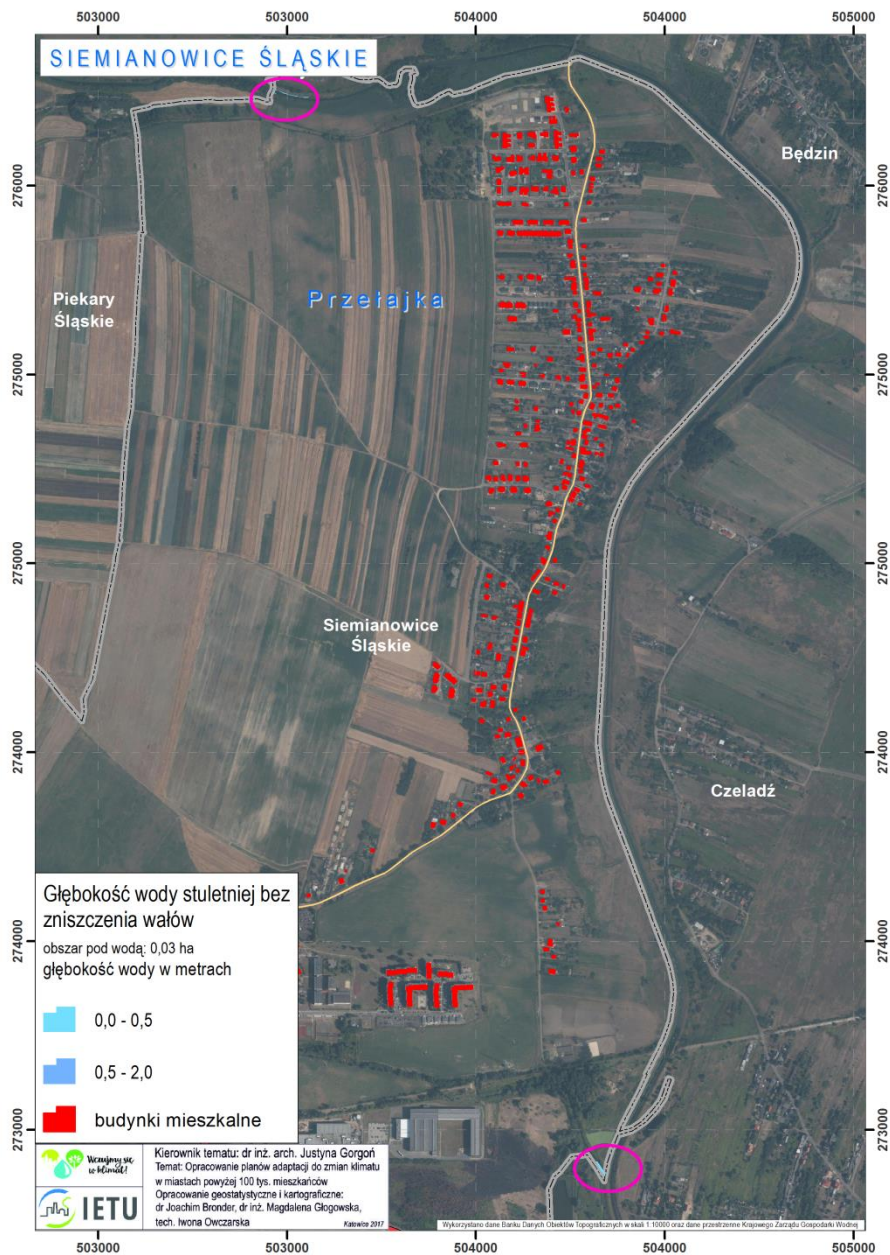 503000 503000 504000 504000 505000
SIEMIANOWICE ŚLĄSKIE
Będzin
276000 276000
Piekary
Śląskie
Przełajka
275000 275000
275000 275000
Siemianowice
Śląskie
274000 274000
Czeladź
Głębokość wody stuletniej bez
zniszczenia wałów
obszar pod wodą: 0,03 ha
głębokość wody w metrach
274000 274000
0,0 - 0,5
0,5 - 2,0
budynki mieszkalne
273000 273000
Wczujmy się
w klimat!
IETU
Kierownik tematu: dr inż. arch. Justyna Gorgoń
Temat: Opracowanie planów adaptacji do zmian klimatu
w miastach powyżej 100 tys. mieszkańców
Opracowanie geostatystyczne i kartograficzne:
dr Joachim Bronder, dr inż. Magdalena Głogowska,
tech. Iwona Owczarska
Katowice 2017
Wykorzystano dane Banku Danych Obiektów Topograficznych w skali 1:10000 oraz dane przestrzenne Krajowego Zarządu Gospodarki Wodnej
503000 503000 504000 504000 505000